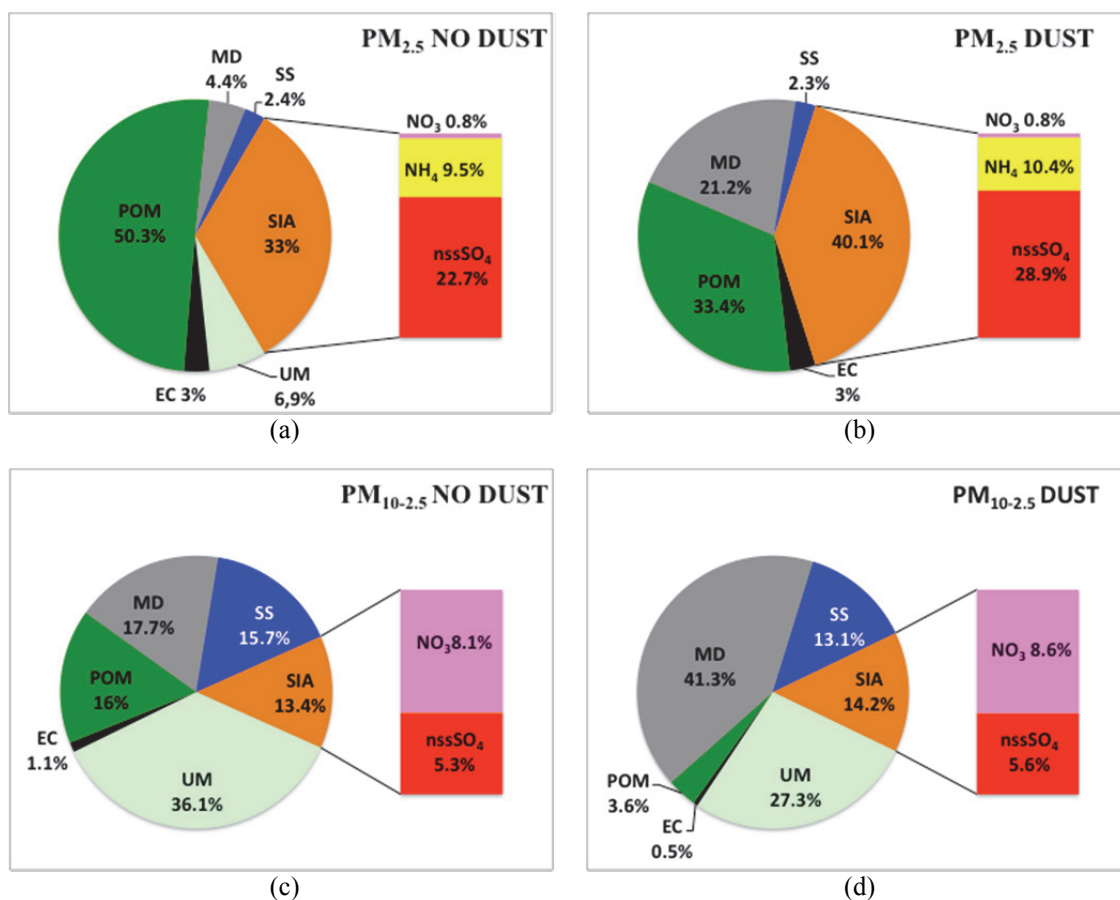 PM2.5 NO DUST
MD
4.4%
SS
2.4%
NO3 0.8%
NH4 9.5%
nssSO4
22.7%
POM
50.3%
SIA
33%
EC 3%
UM
6,9%
(a)
PM2.5 DUST
SS
2.3%
NO3 0.8%
NH4 10.4%
nssSO4
28.9%
MD
21.2%
SIA
40.1%
POM
33.4%
EC
3%
(b)
PM10-2.5 NO DUST
MD
17.7%
SS
15.7%
NO38.1%
nssSO4
5.3%
POM
16%
SIA
13.4%
EC
1.1%
UM
36.1%
(c)
PM10-2.5 DUST
SS
13.1%
NO3 8.6%
nssSO4
5.6%
MD
41.3%
SIA
14.2%
POM
3.6%
UM
27.3%
EC
0.5%
(d)